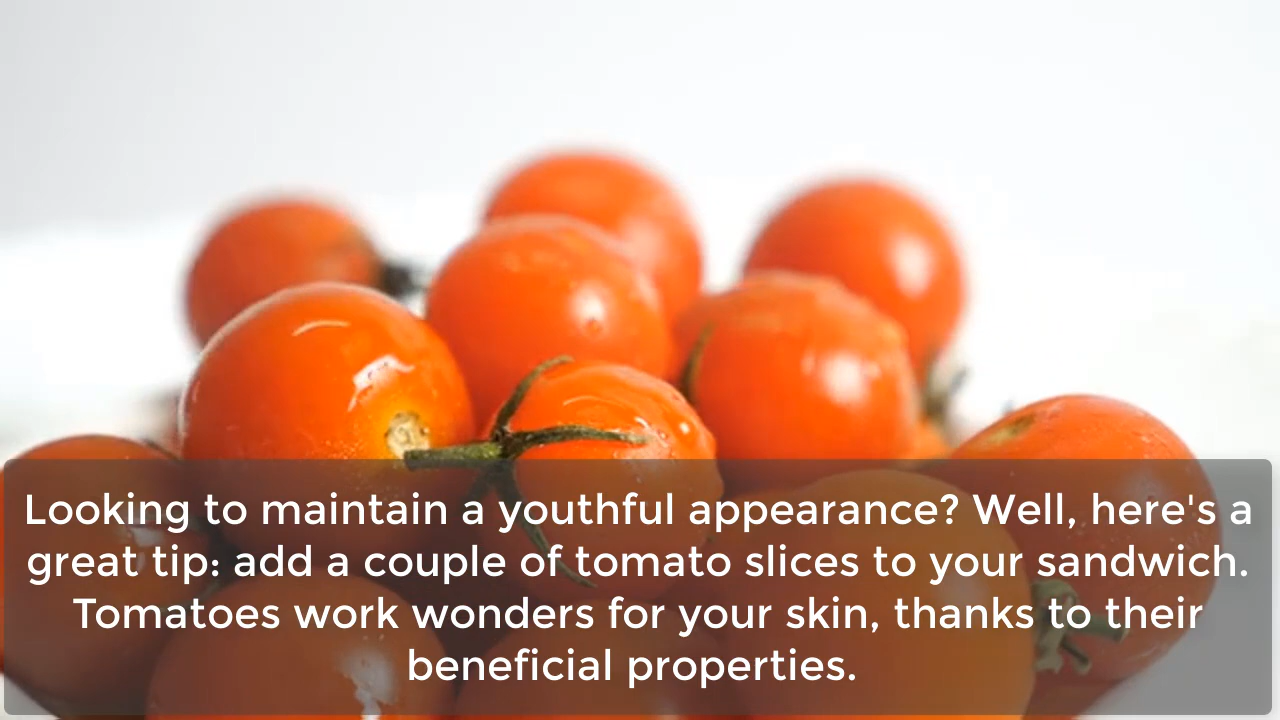 Looking to maintain a youthful appearance? Well, here's a
great tip: add a couple of tomato slices to your sandwich.
Tomatoes work wonders for your skin, thanks to their
beneficial properties.